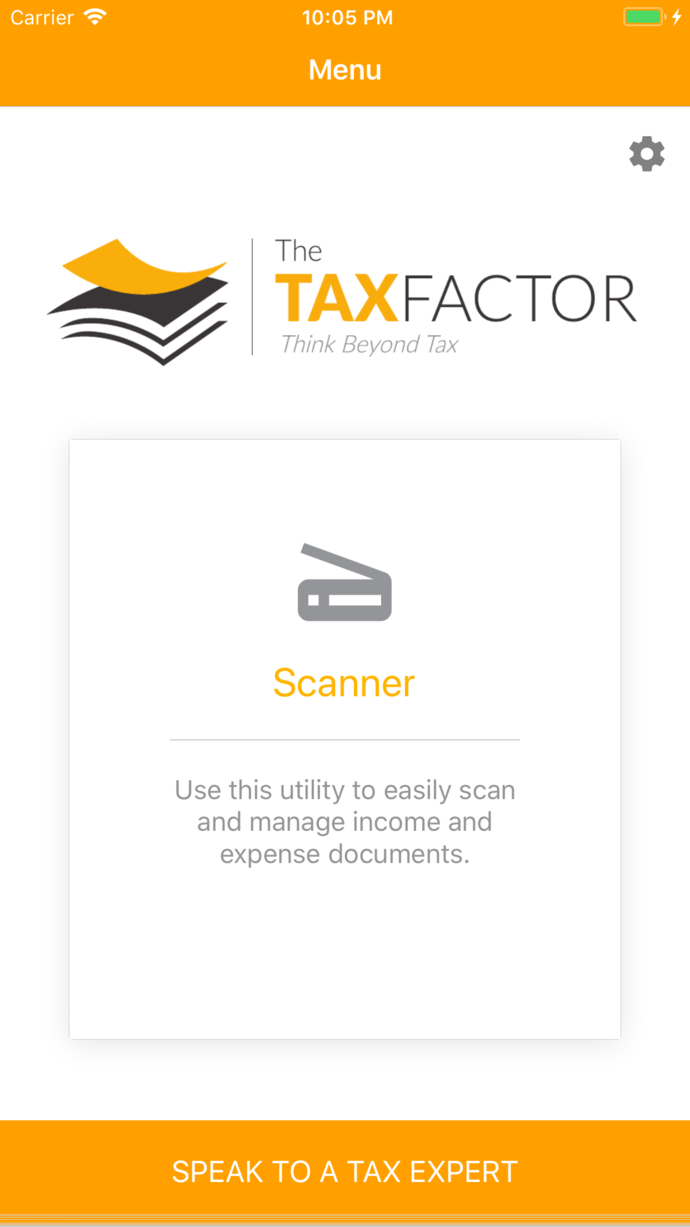 Carrier 10:05 PM
Menu
The
TAXFACTOR
Think Beyond Tax
Scanner
Use this utility to easily scan
and manage income and
expense documents.
SPEAK TO A TAX EXPERT